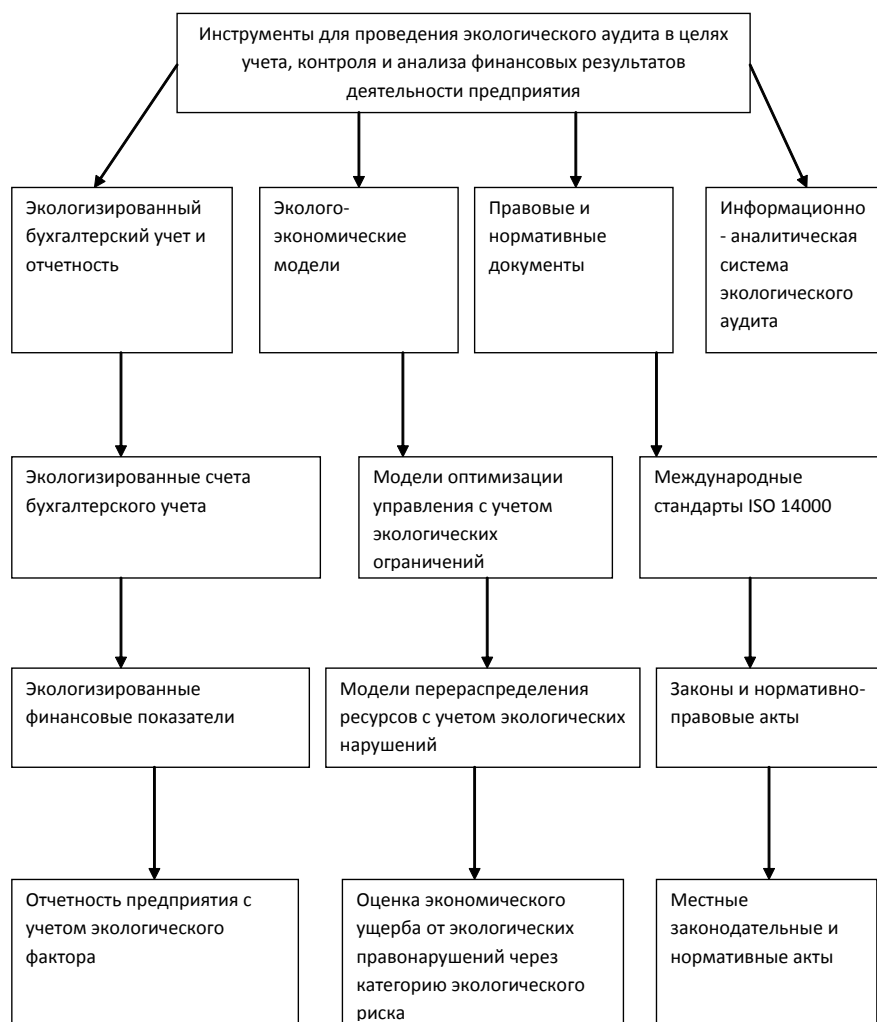 Инструменты для проведения экологического аудита в целях
учета, контроля и анализа финансовых результатов
деятельности предприятия
Экологизированный
бухгалтерский учет и
отчетность
Эколого-
экономические
модели
Правовые и
нормативные
документы
Информационно
- аналитическая
система
экологического
аудита
Экологизированные счета
бухгалтерского учета
Модели оптимизации
управления с учетом
экологических
ограничений
Международные
стандарты ISO 14000
Экологизированные
финансовые показатели
Модели перераспределения
ресурсов с учетом экологических
нарушений
Законы и нормативно-
правовые акты
Отчетность предприятия с
учетом экологического
фактора
Оценка экономического
ущерба от экологических
правонарушений через
категорию экологического
риска
Местные
законодательные и
нормативные акты